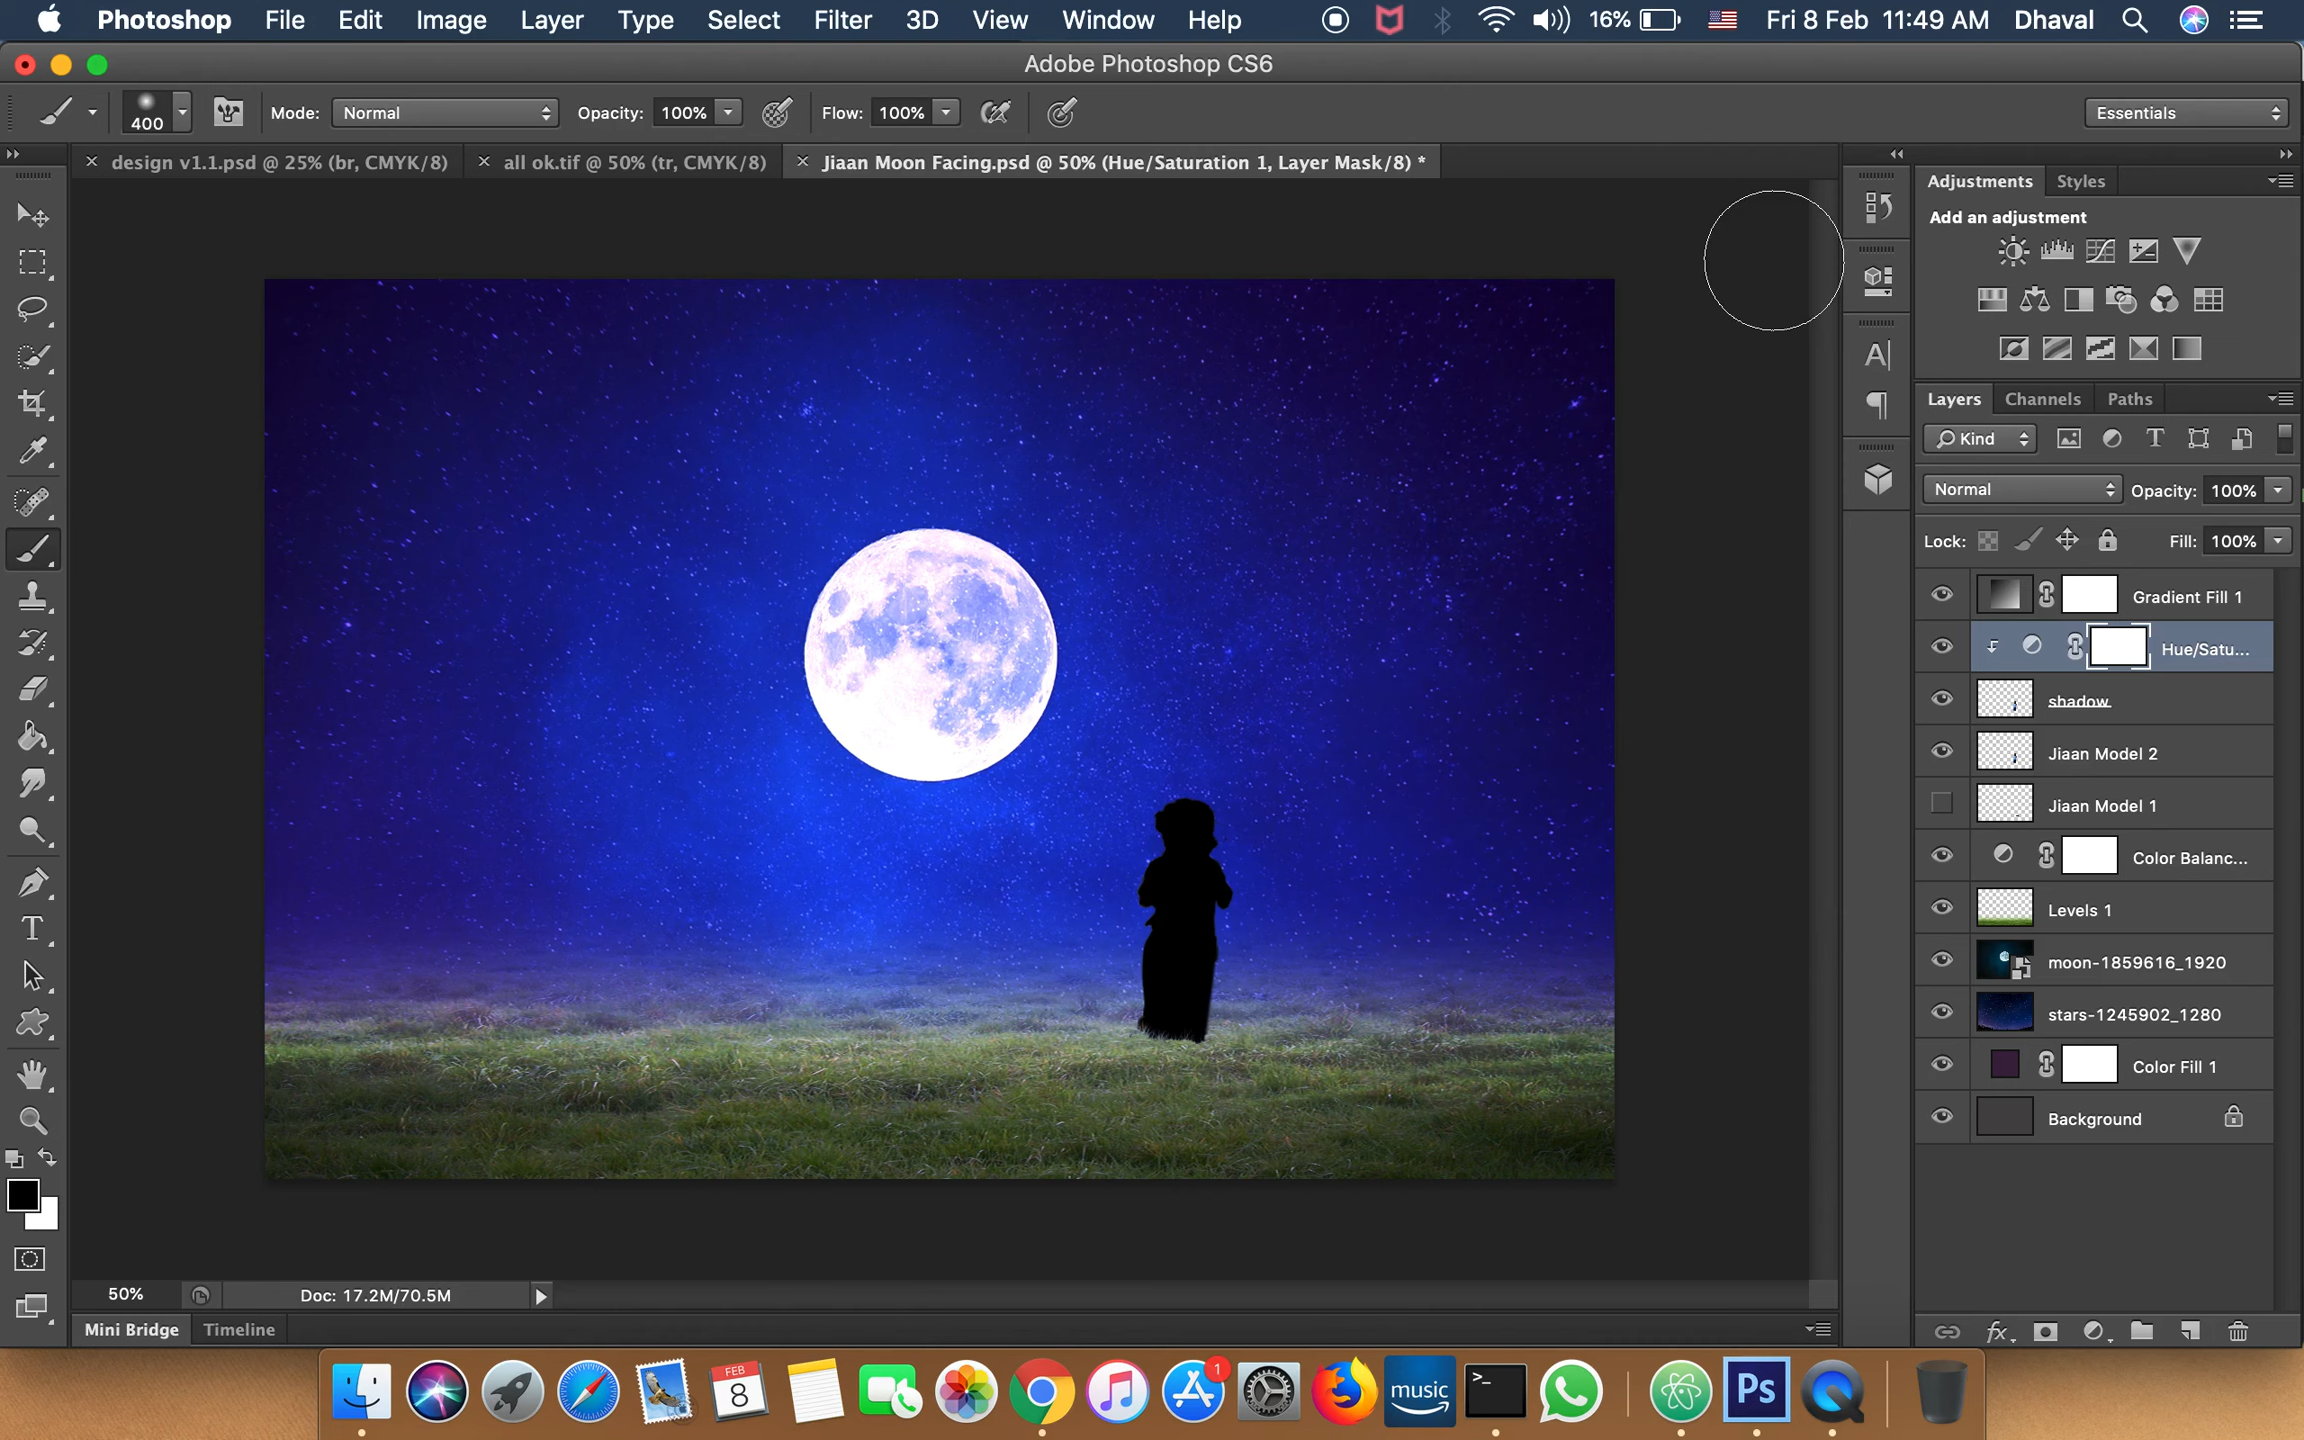 Photoshop File Edit Image Layer Type Select Filter 3D View Window Help 16% Fri 8 Feb 11:49 AM Dhaval
Adobe Photoshop CS6
400 Mode: Normal Opacity: 100% Flow: 100% Essentials
design v1.1.psd @ 25% (br, CMYK/8) all ok.tif @ 50% (tr, CMYK/8) Jiaan Moon Facing.psd @ 50% (Hue/Saturation 1, Layer Mask/8) *
Adjustments Styles
Add an adjustment
Layers Channels Paths
Kind
Normal Opacity: 100%
Lock: Fill: 100%
Gradient Fill 1
Hue/Satu...
shadow
Jiaan Model 2
Jiaan Model 1
Color Balanc...
Levels 1
moon-1859616_1920
stars-1245902_1280
Color Fill 1
Background
50% Doc: 17.2M/70.5M
Mini Bridge Timeline
FEB
8
1
music
>_
Ps